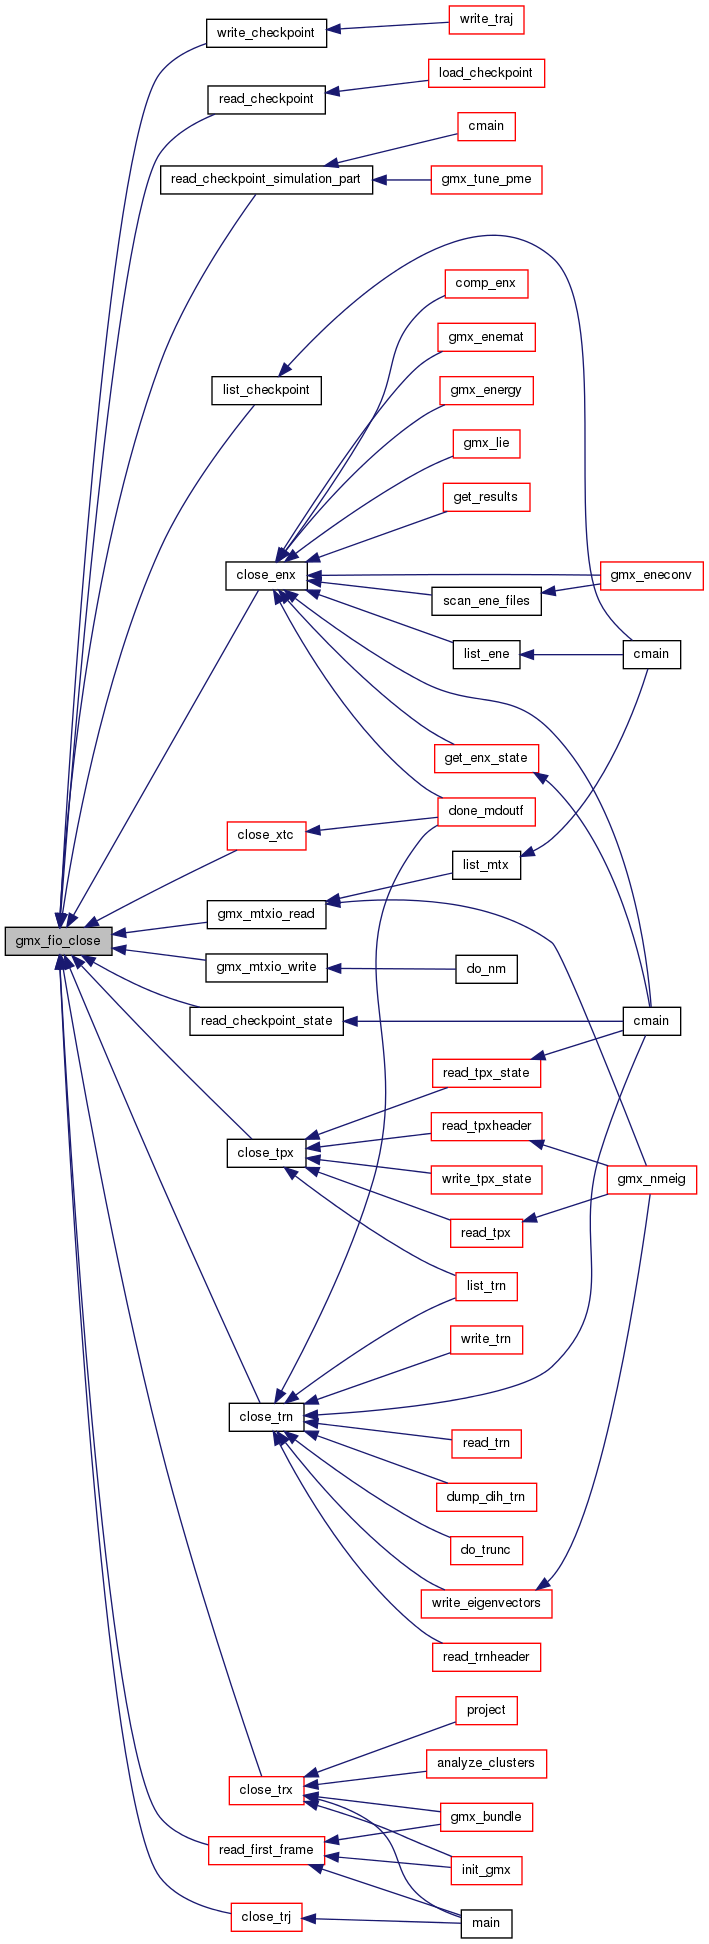 write_traj
write_checkpoint
load_checkpoint
read_checkpoint
cmain
read_checkpoint_simulation_part
gmx_tune_pme
comp_enx
gmx_enemat
list_checkpoint
gmx_energy
gmx_lie
get_results
close_enx
gmx_eneconv
scan_ene_files
list_ene
cmain
get_enx_state
done_mdoutf
close_xtc
list_mtx
gmx_mtxio_read
gmx_fio_close
gmx_mtxio_write
do_nm
read_checkpoint_state
cmain
read_tpx_state
read_tpxheader
close_tpx
write_tpx_state
gmx_nmeig
read_tpx
list_trn
write_trn
close_trn
read_trn
dump_dih_trn
do_trunc
write_eigenvectors
read_trnheader
project
analyze_clusters
close_trx
gmx_bundle
read_first_frame
init_gmx
close_trj
main